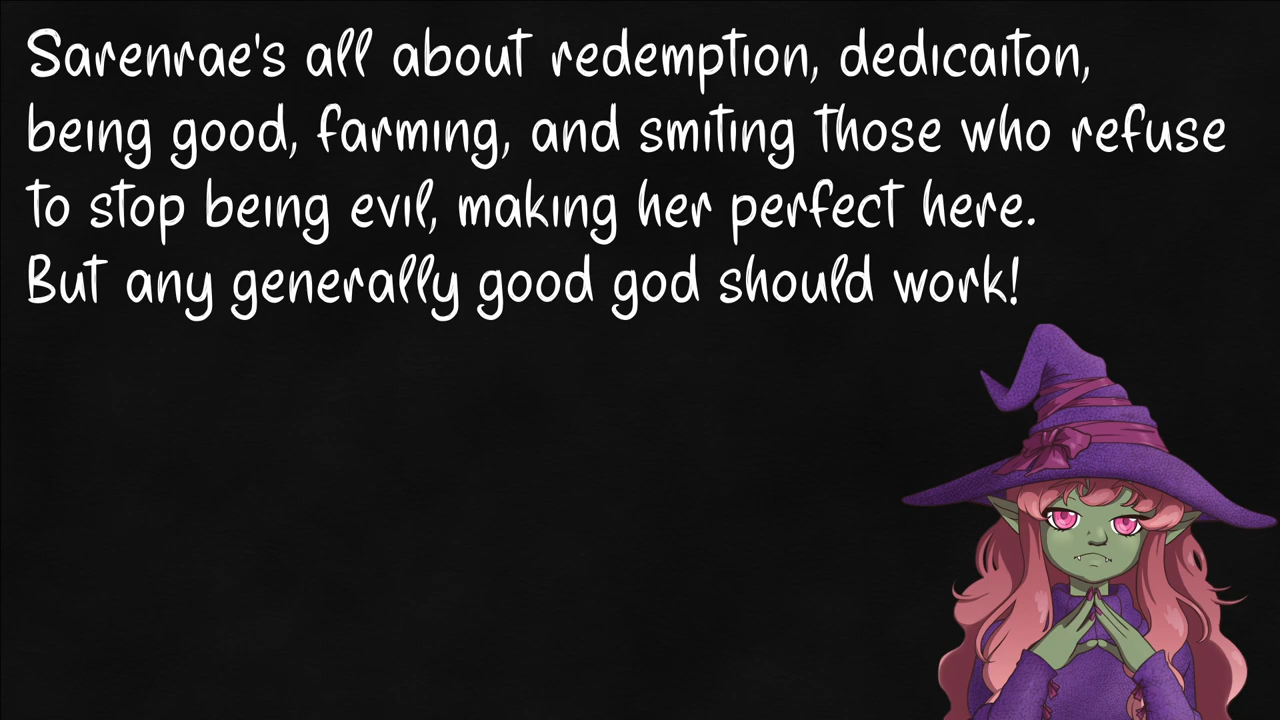 Sarenrae's all about redemption, dedicaiton,
being good, farming, and smiting those who refuse
to stop being evil, making her perfect here.
But any generally good god should work!